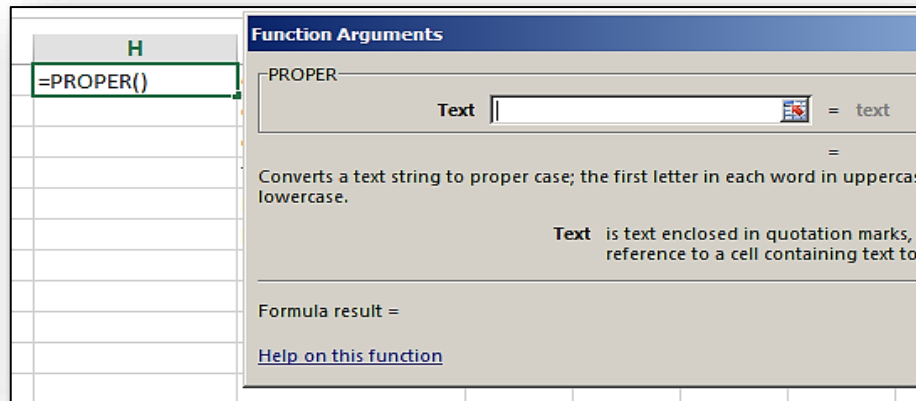 H
=PROPER()
Function Arguments
PROPER
Text
= text
=
Converts a text string to proper case; the first letter in each word in
lowercase.
Text is text enclosed in quotation marks,
reference to a cell containing text to
Formula result =
Help on this function